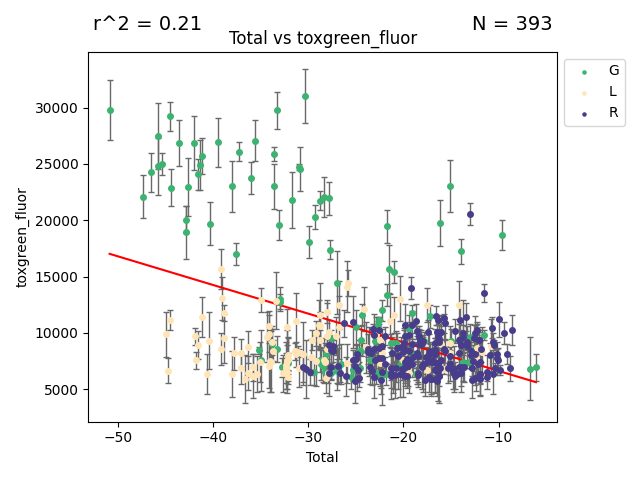 r^2 = 0.21 N = 393
Total vs toxgreen_fluor
G
L
R
30000
25000
20000
15000
10000
5000
toxgreen_fluor
−50 −40 −30 −20 −10
Total